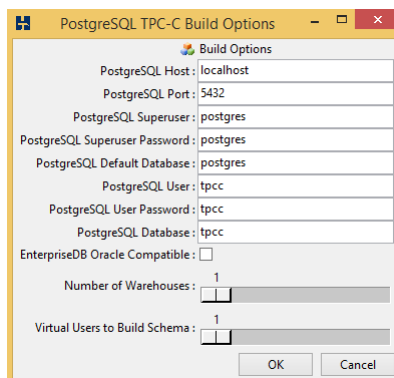 PostgreSQL TPC-C Build Options
Build Options
PostgreSQL Host : localhost
PostgreSQL Port : 5432
PostgreSQL Superuser : postgres
PostgreSQL Superuser Password : postgres
PostgreSQL Default Database : postgres
PostgreSQL User : tpcc
PostgreSQL User Password : tpcc
PostgreSQL Database : tpcc
EnterpriseDB Oracle Compatible :
1
Number of Warehouses :
1
Virtual Users to Build Schema :
OK Cancel